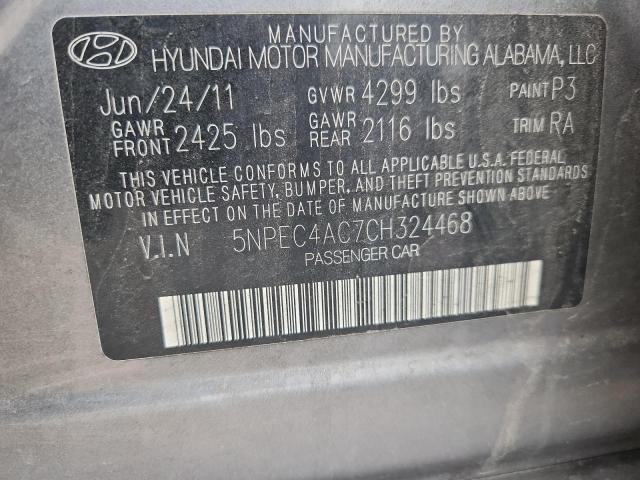 MANUFACTURED BY
HYUNDAI MOTOR MANUFACTURING ALABAMA, LLC
Jun/24/11 GVWR 4299 lbs PAINT P3
GAWR FRONT 2425 lbs GAWR REAR 2116 lbs TRIM RA
THIS VEHICLE CONFORMS TO ALL APPLICABLE U.S.A. FEDERAL
MOTOR VEHICLE SAFETY, BUMPER, AND THEFT PREVENTION STANDARDS
IN EFFECT ON THE DATE OF MANUFACTURE SHOWN ABOVE
V.I.N 5NPEC4AC7CH324468
PASSENGER CAR